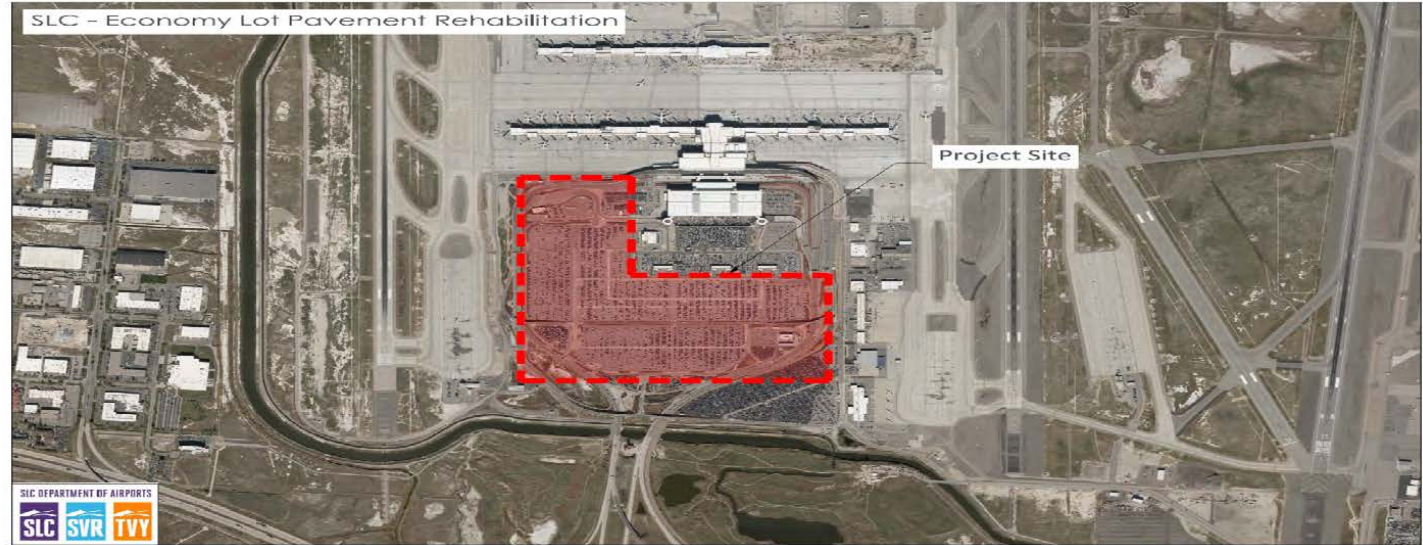 SLC - Economy Lot Pavement Rehabilitation
Project Site
SLC DEPARTMENT OF AIRPORTS
SLC SVR TVY